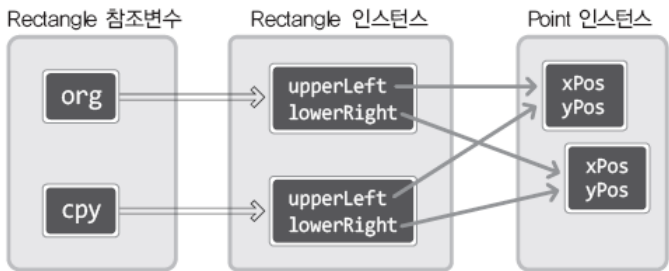 Rectangle 참조변수
Rectangle 인스턴스
Point 인스턴스
org
upperLeft
lowerRight
xPos
yPos
cpy
upperLeft
lowerRight
xPos
yPos